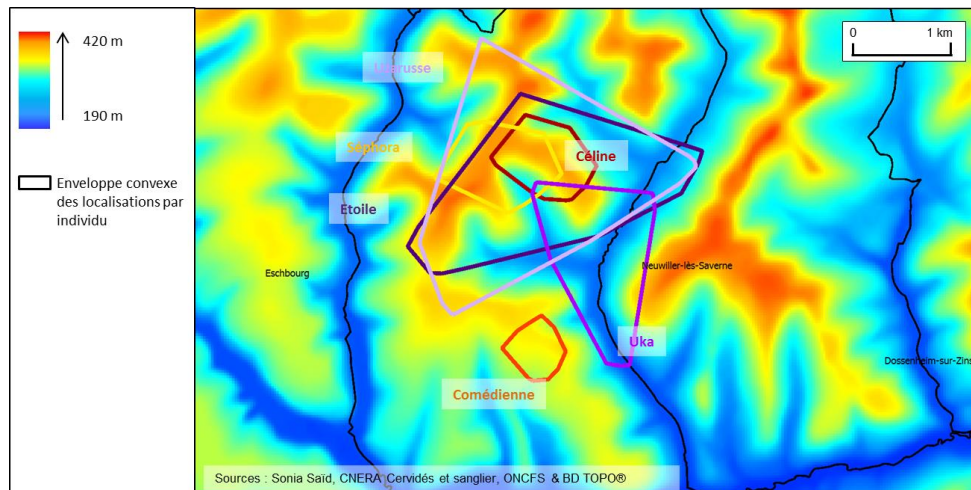 420 m
190 m
Enveloppe convexe
des localisations par
individu
0 1 km
Séphora
Céline
Etoile
Eschbourg
Neuwiller-lès-Saverne
Uka
Dossenheim-sur-Zins
Comédienne
Sources : Sonia Saïd, CNERA Cervidés et sanglier, ONCFS & BD TOPO®